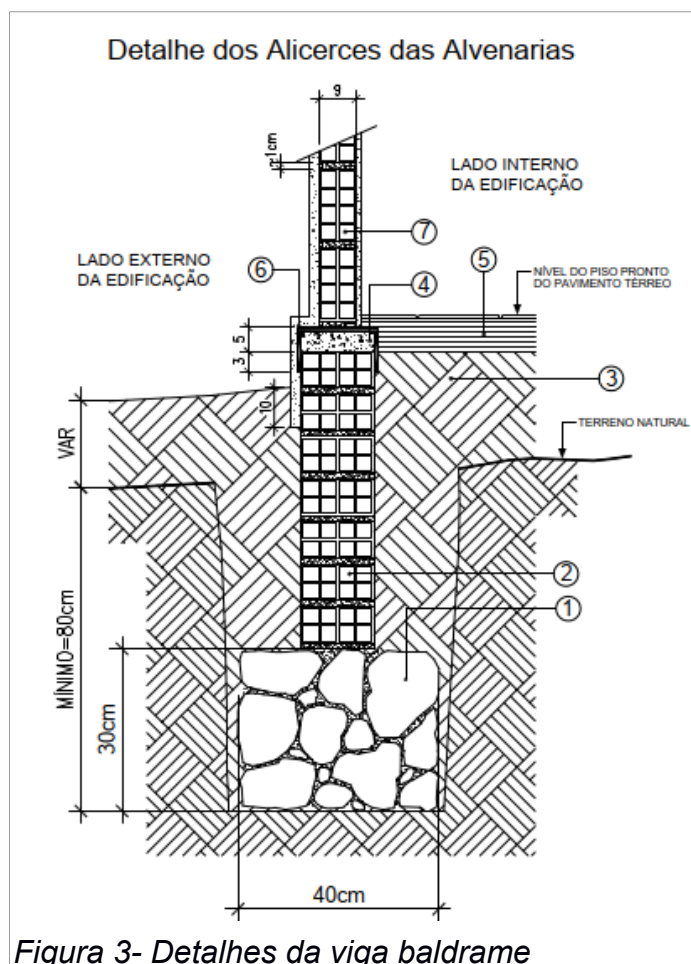 Detalhe dos Alicerces das Alvenarias
9
1cm
LADO INTERNO
DA EDIFICAÇÃO
7
LADO EXTERNO
DA EDIFICAÇÃO
6
4
5
NÍVEL DO PISO PRONTO
DO PAVIMENTO TÉRREO
5
3
3
10
TERRENO NATURAL
VAR
2
1
MÍNIMO=80cm
30cm
40cm
Figura 3- Detalhes da viga baldrame